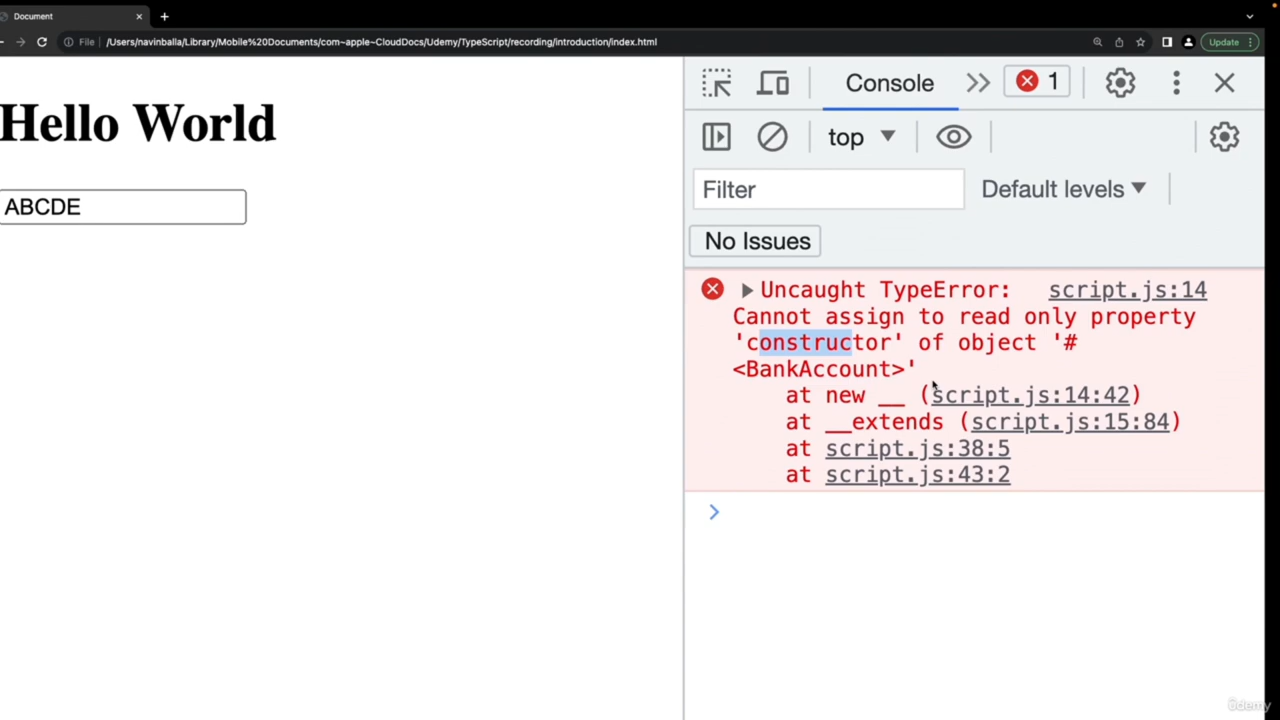 Document
File /Users/navinballa/Library/Mobile%20Documents/com~apple~CloudDocs/Udemy/TypeScript/recording/introduction/index.html
Update
Hello World
ABCDE
Console
1
top
Filter
Default levels
No Issues
Uncaught TypeError: script.js:14
Cannot assign to read only property
'constructor' of object '#
<BankAccount>'
at new __ (script.js:14:42)
at __extends (script.js:15:84)
at script.js:38:5
at script.js:43:2
Udemy